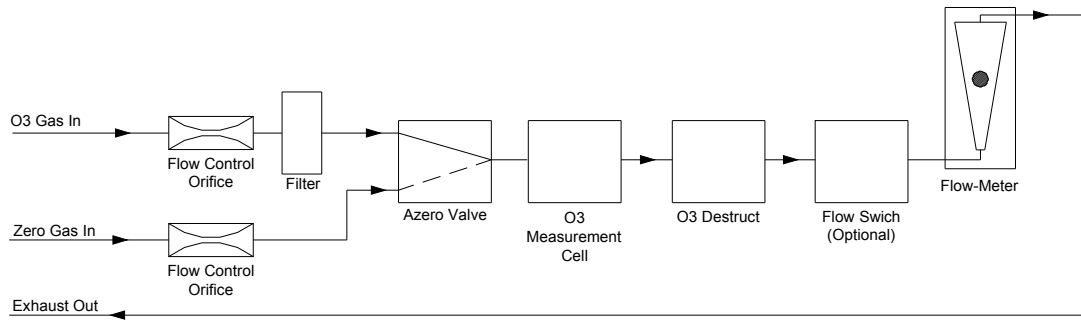 O3 Gas In
Flow Control
Orifice
Filter
Zero Gas In
Flow Control
Orifice
Azero Valve
O3
Measurement
Cell
O3 Destruct
Flow Swich
(Optional)
Flow-Meter
Exhaust Out